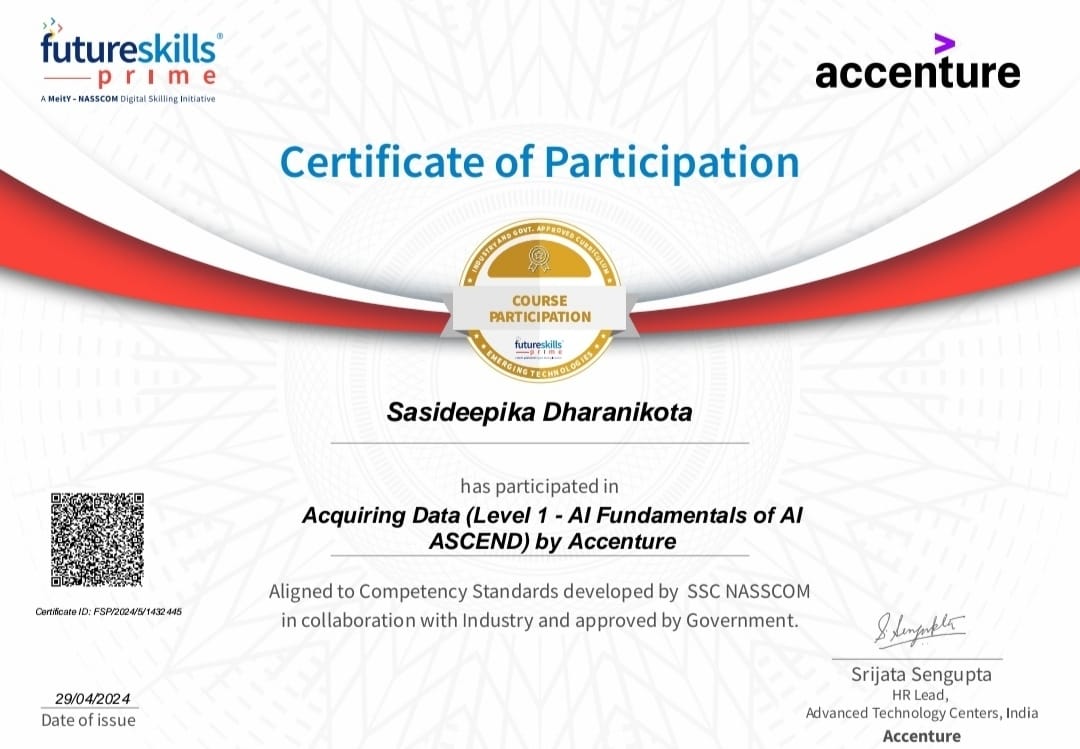 futureskills®
prime
A MeitY - NASSCOM Digital Skilling Initiative
accenture
Certificate of Participation
INDUSTRY AND GOVT. APPROVED CURRICULUM
COURSE
PARTICIPATION
futureskills
prime
EMERGING TECHNOLOGIES
Sasideepika Dharanikota
has participated in
Acquiring Data (Level 1 - AI Fundamentals of AI
ASCEND) by Accenture
Aligned to Competency Standards developed by SSC NASSCOM
in collaboration with Industry and approved by Government.
Certificate ID: FSP/2024/5/1432445
S. Sengupta
Srijata Sengupta
HR Lead,
Advanced Technology Centers, India
Accenture
29/04/2024
Date of issue